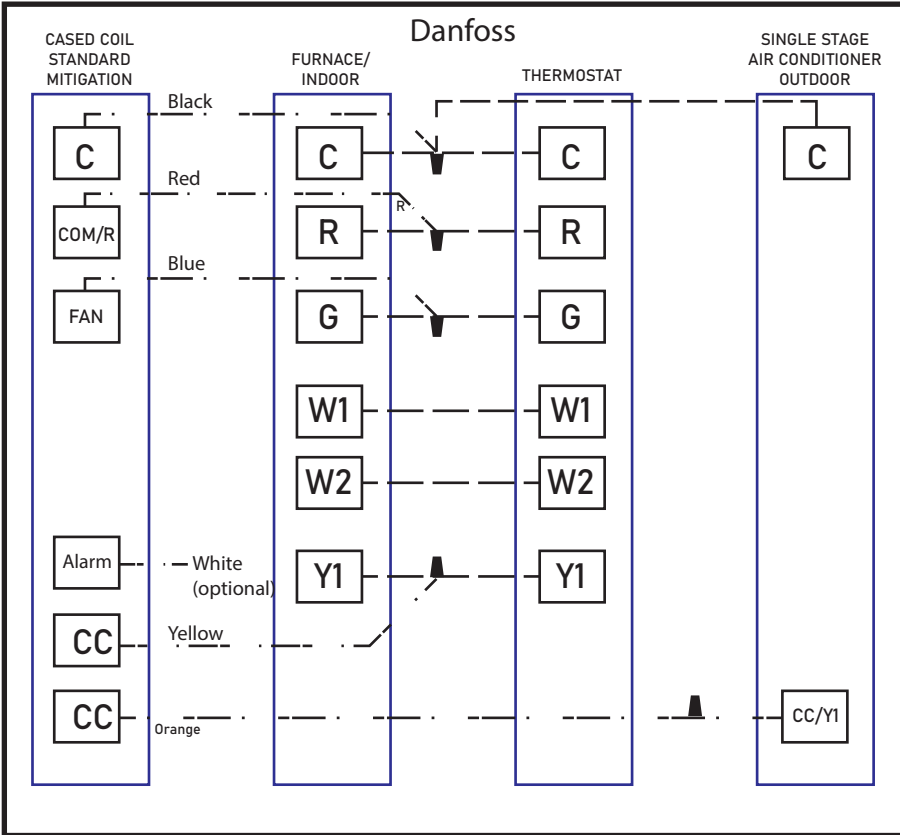 Danfoss
CASED COIL
STANDARD
MITIGATION
FURNACE/
INDOOR
THERMOSTAT
SINGLE STAGE
AIR CONDITIONER
OUTDOOR
Black
C
C
C
C
Red
R
COM/R
R
R
Blue
FAN
G
G
W1
W1
W2
W2
Alarm
White
(optional)
Y1
Y1
Yellow
CC
CC
Orange
CC/Y1